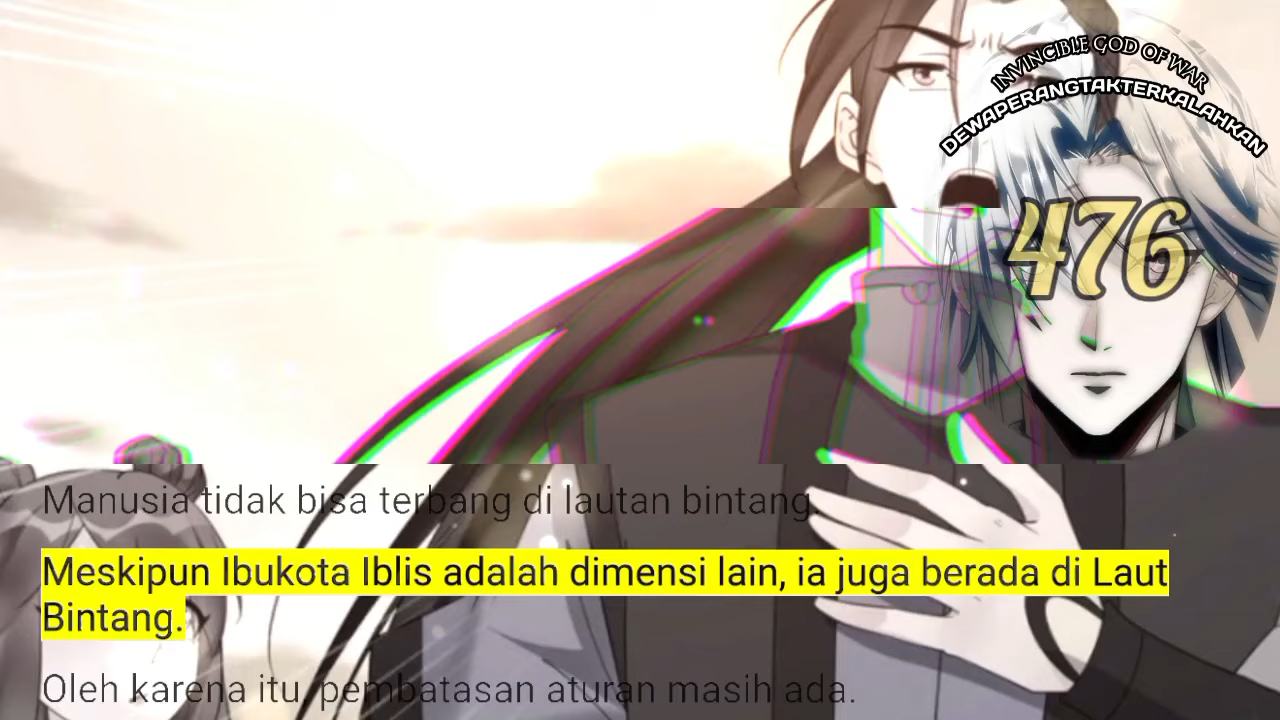 INVINCIBLE GOD OF WAR
DEWAPERANGTAKTERKALAHKAN
476
Manusia tidak bisa terbang di lautan bintang.
Meskipun Ibukota Iblis adalah dimensi lain, ia juga berada di Laut
Bintang.
Oleh karena itu, pembatasan aturan masih ada.